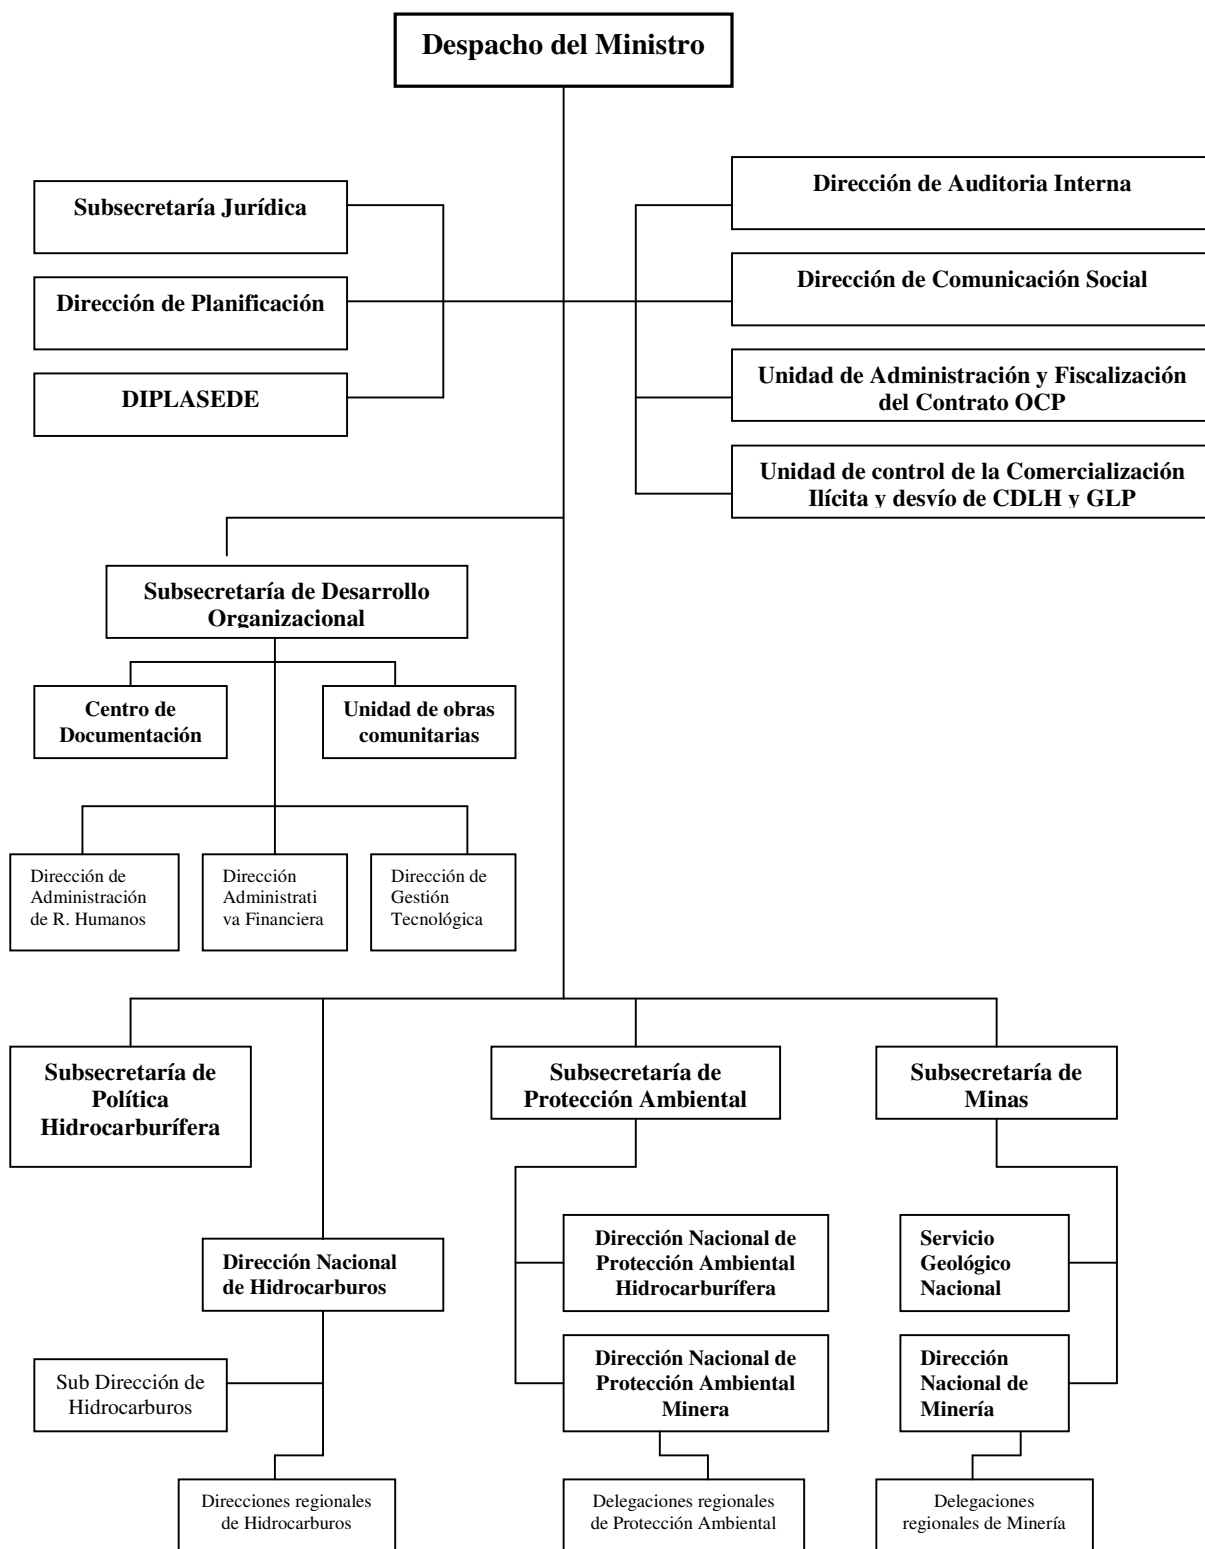 Despacho del Ministro
Subsecretaría Jurídica
Dirección de Planificación
DIPLASEDE
Dirección de Auditoria Interna
Dirección de Comunicación Social
Unidad de Administración y Fiscalización
del Contrato OCP
Unidad de control de la Comercialización
Ilícita y desvío de CDLH y GLP
Subsecretaría de Desarrollo
Organizacional
Centro de
Documentación
Unidad de obras
comunitarias
Dirección de
Administración
de R. Humanos
Dirección
Administrati
va Financiera
Dirección de
Gestión
Tecnológica
Subsecretaría de
Política
Hidrocarburífera
Subsecretaría de
Protección Ambiental
Subsecretaría de
Minas
Dirección Nacional
de Hidrocarburos
Dirección Nacional de
Protección Ambiental
Hidrocarburífera
Servicio
Geológico
Nacional
Sub Dirección de
Hidrocarburos
Dirección Nacional de
Protección Ambiental
Minera
Dirección
Nacional de
Minería
Direcciones regionales
de Hidrocarburos
Delegaciones regionales
de Protección Ambiental
Delegaciones
regionales de Minería